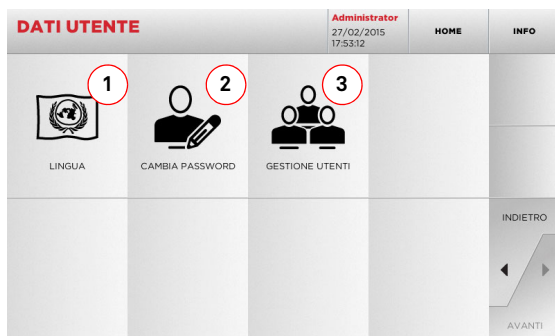 DATI UTENTE
Administrator
27/02/2015
17:53:12
HOME
INFO
1
2
3
LINGUA
CAMBIA PASSWORD
GESTIONE UTENTI
INDIETRO
AVANTI